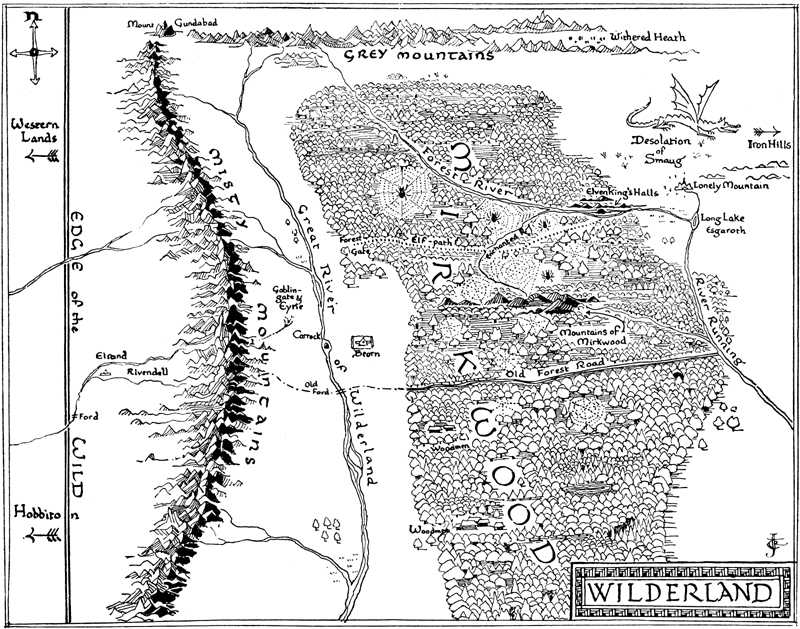 n
Mount Gundabad
Withered Heath
GREY MOUNTAINS
Western
Lands
Desolation
of
Smaug
Iron Hills
MISTY
MOUNTAINS
MIRKWOOD
Forest River
ElvenKing's Halls
Lonely Mountain
Long Lake
Esgaroth
EDGE of the WILD
Great River of Wilderland
Forest
Gate
Elf-path
Enchanted R.
Goblin-
gate &
Eyrie
River Running
Carrock
Beorn
Mountains of
Mirkwood
Elrond
Rivendell
Old Forest Road
Old
Ford
Ford
Woodmen
Hobbiton
Woodmen
WILDERLAND